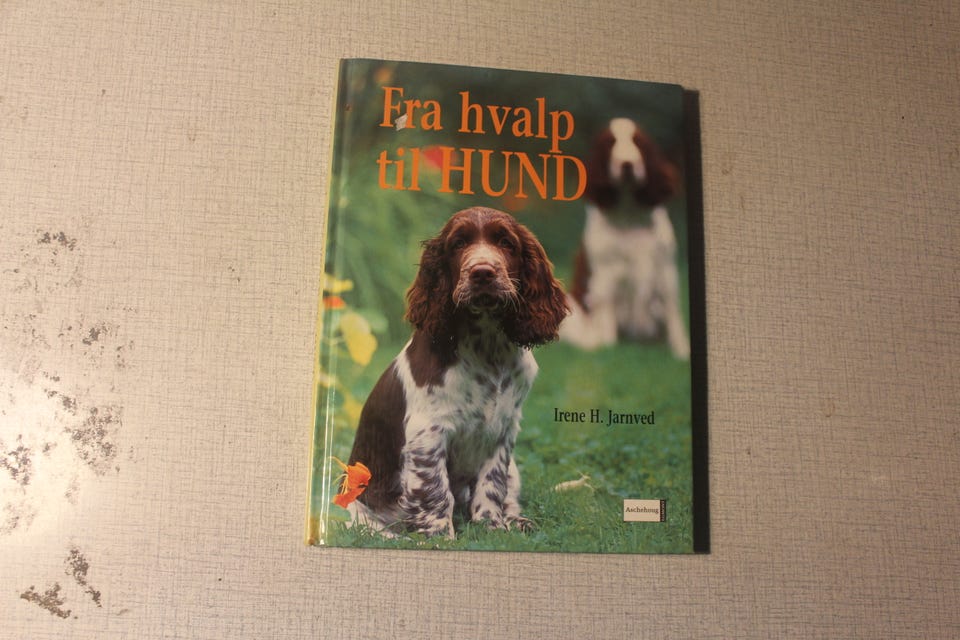 Fra hvalp
til HUND
Irene H. Jarnved
Aschehoug